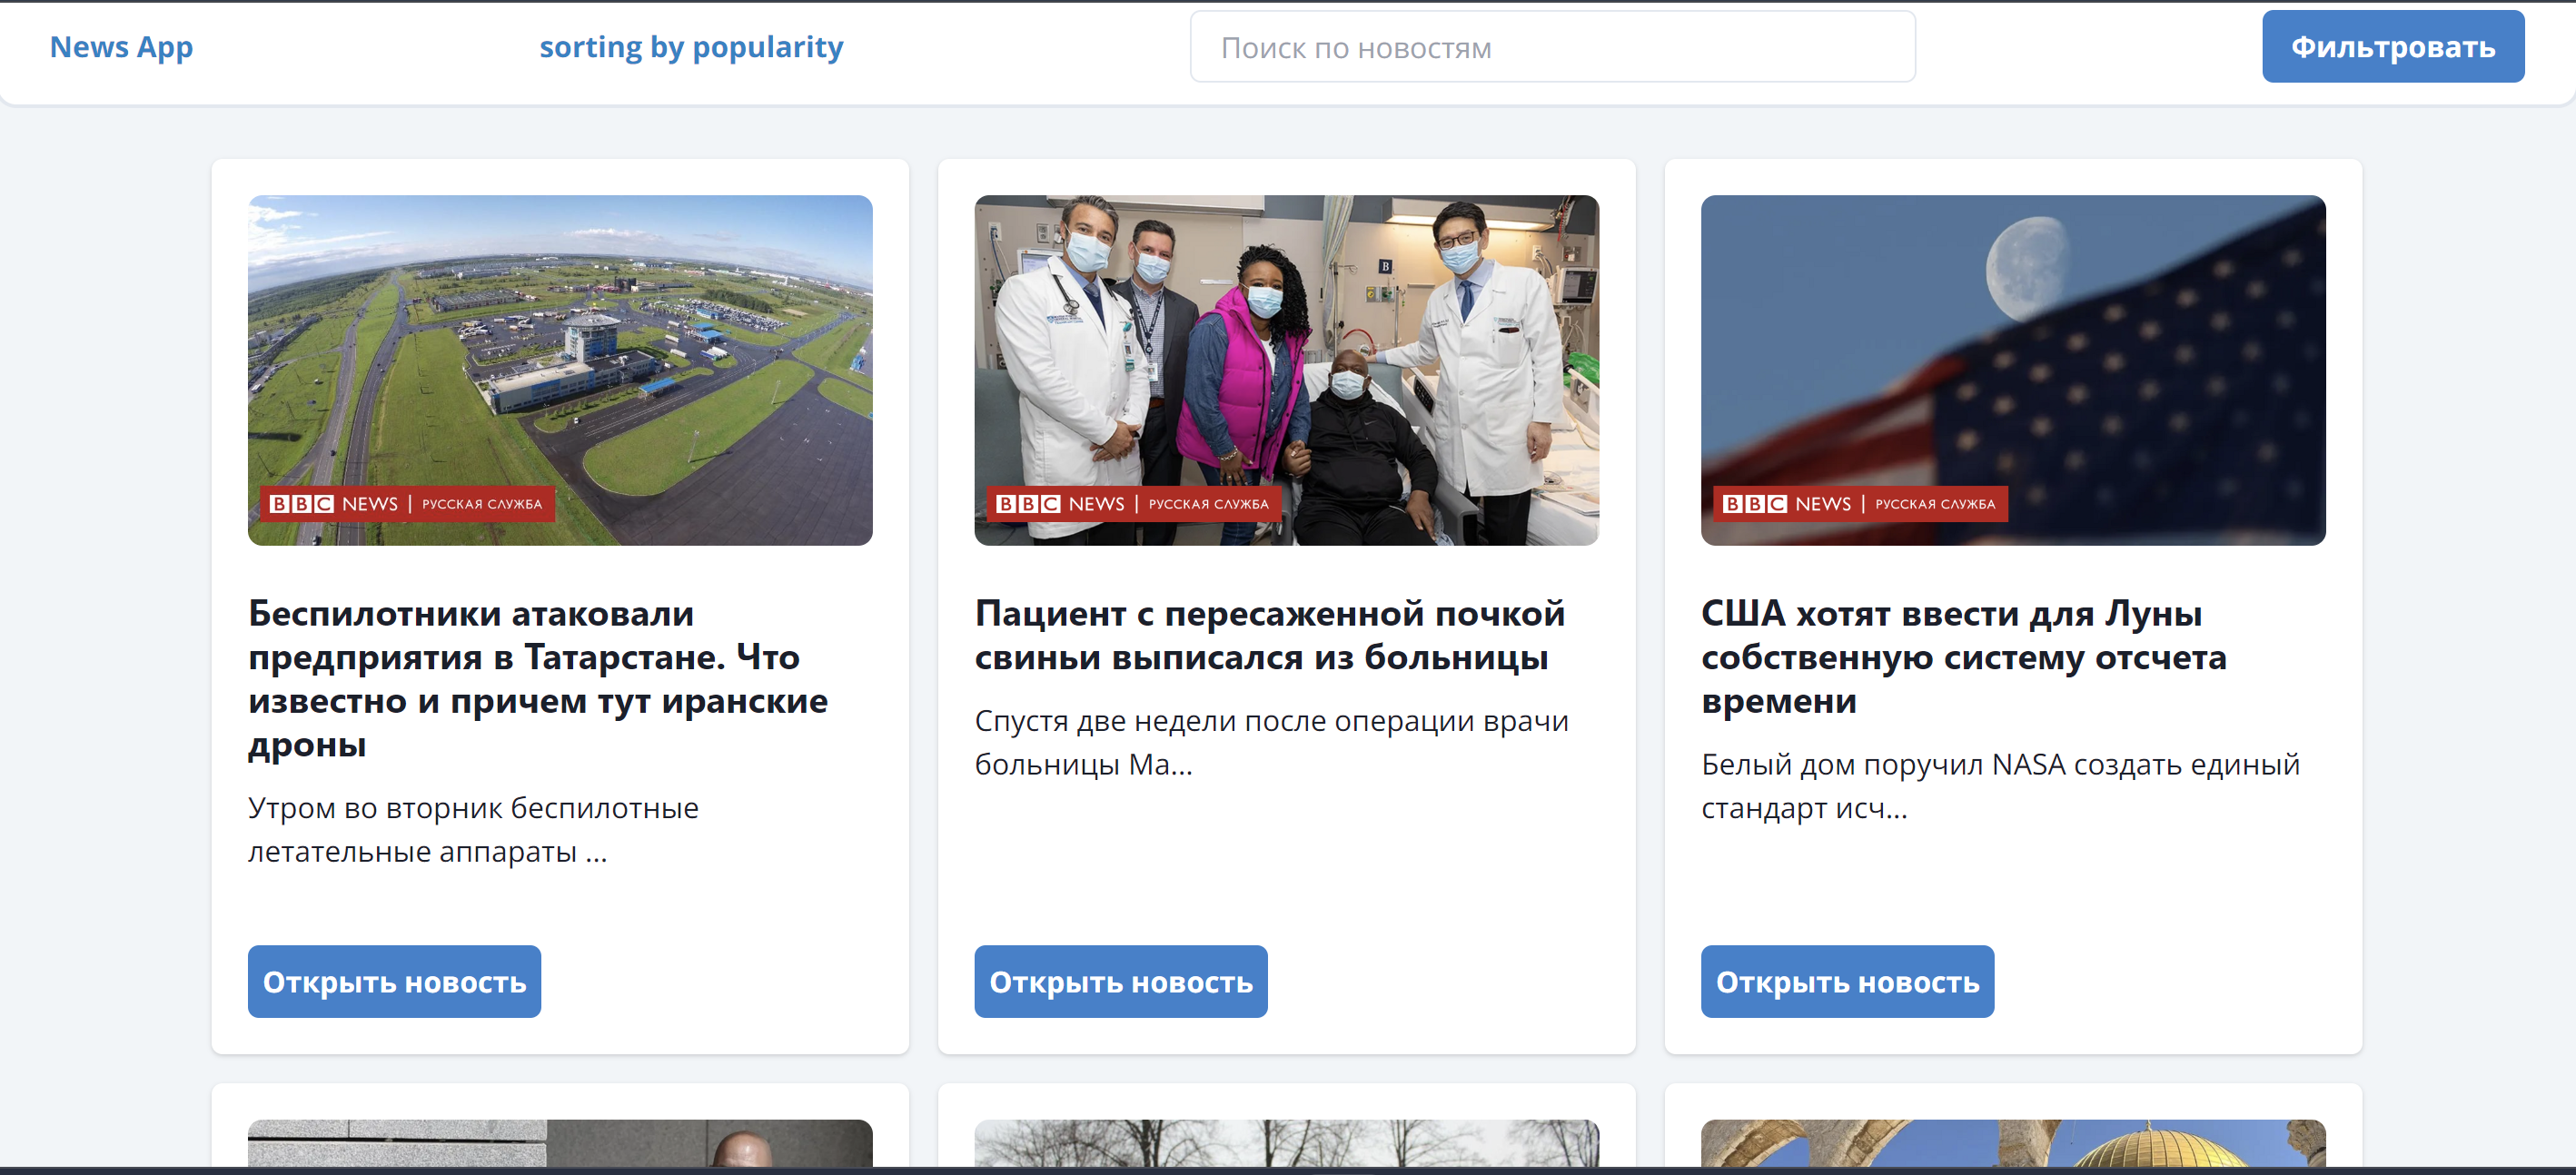 News App
sorting by popularity
Поиск по новостям
Фильтровать
BBC NEWS | РУССКАЯ СЛУЖБА
Беспилотники атаковали
предприятия в Татарстане. Что
известно и причем тут иранские
дроны
Утром во вторник беспилотные
летательные аппараты ...
Открыть новость
B
BBC NEWS | РУССКАЯ СЛУЖБА
Пациент с пересаженной почкой
свиньи выписался из больницы
Спустя две недели после операции врачи
больницы Ма...
Открыть новость
BBC NEWS | РУССКАЯ СЛУЖБА
США хотят ввести для Луны
собственную систему отсчета
времени
Белый дом поручил NASA создать единый
стандарт исч...
Открыть новость